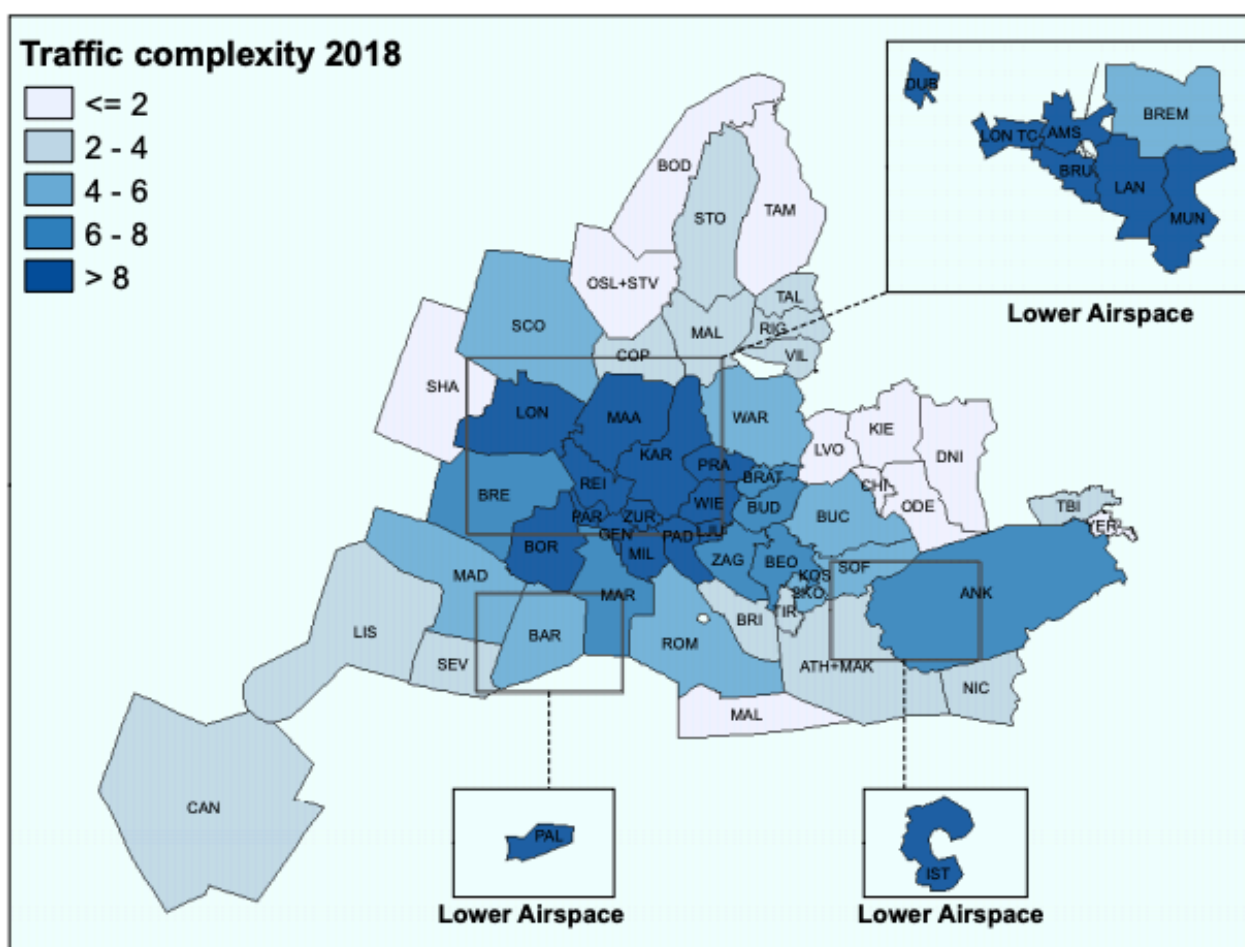 Traffic complexity 2018
<= 2
2 - 4
4 - 6
6 - 8
> 8
DUB
LON TC
AMS
BREM
BRU
LAN
MUN
Lower Airspace
BOD
STO
TAM
OSL+STV
TAL
SCO
MAL
RIG
COP
VIL
SHA
LON
MAA
WAR
KIE
LVO
DNI
KAR
PRA
BRAT
REI
CHI
BRE
WIE
BUD
ODE
TBI
PAR
ZUR
BUC
YER
GEN
PAD
LJU
BOR
MIL
ZAG
BEO
SOF
MAD
KOS
SKO
ANK
MAR
TIR
BRI
LIS
BAR
ROM
SEV
ATH+MAK
NIC
MAL
CAN
PAL
Lower Airspace
IST
Lower Airspace